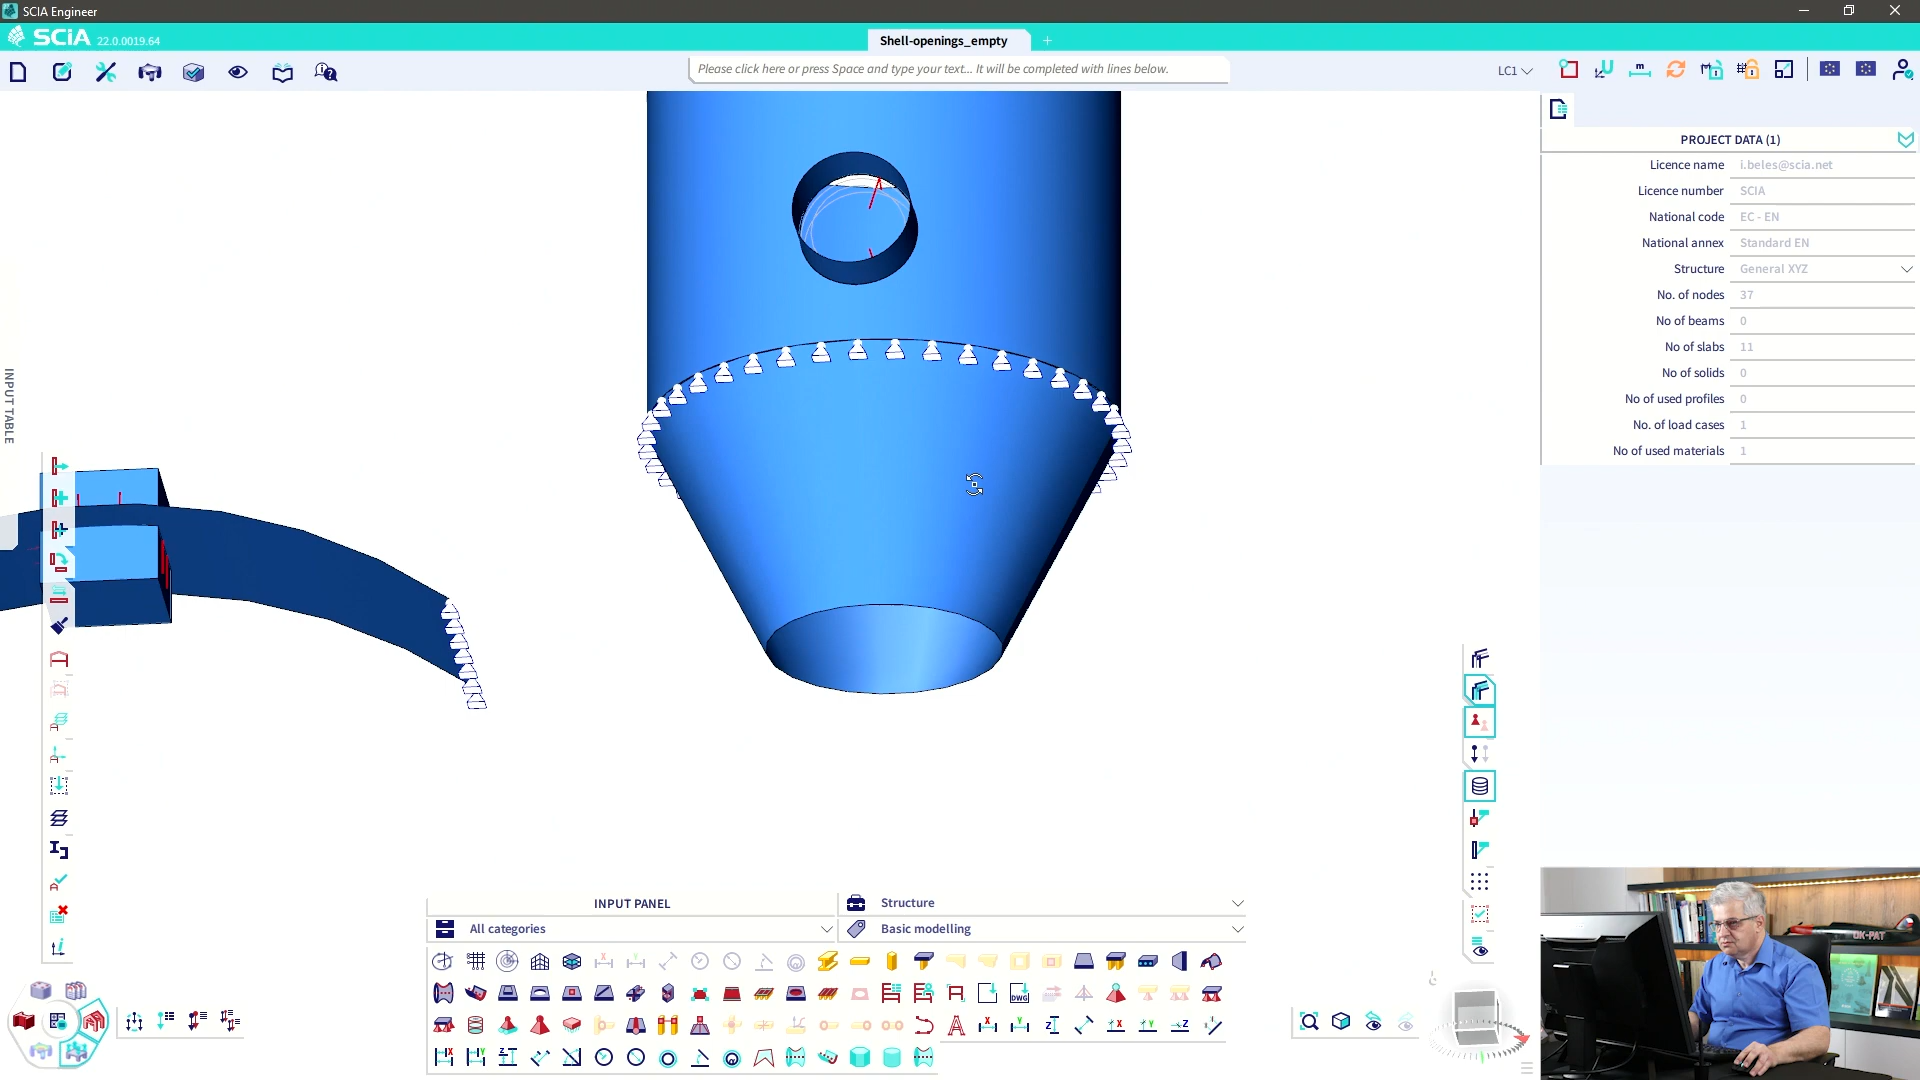 SCIA Engineer
SCIA 22.0.0019.64
Shell-openings_empty
Please click here or press Space and type your text... It will be completed with lines below.
LC1
PROJECT DATA (1)
Licence name i.beles@scia.net
Licence number SCIA
National code EC - EN
National annex Standard EN
Structure General XYZ
No. of nodes 37
No of beams 0
No of slabs 11
No of solids 0
No of used profiles 0
No. of load cases 1
No of used materials 1
INPUT TABLE
INPUT PANEL
Structure
All categories
Basic modelling
DWG
OK-PAT